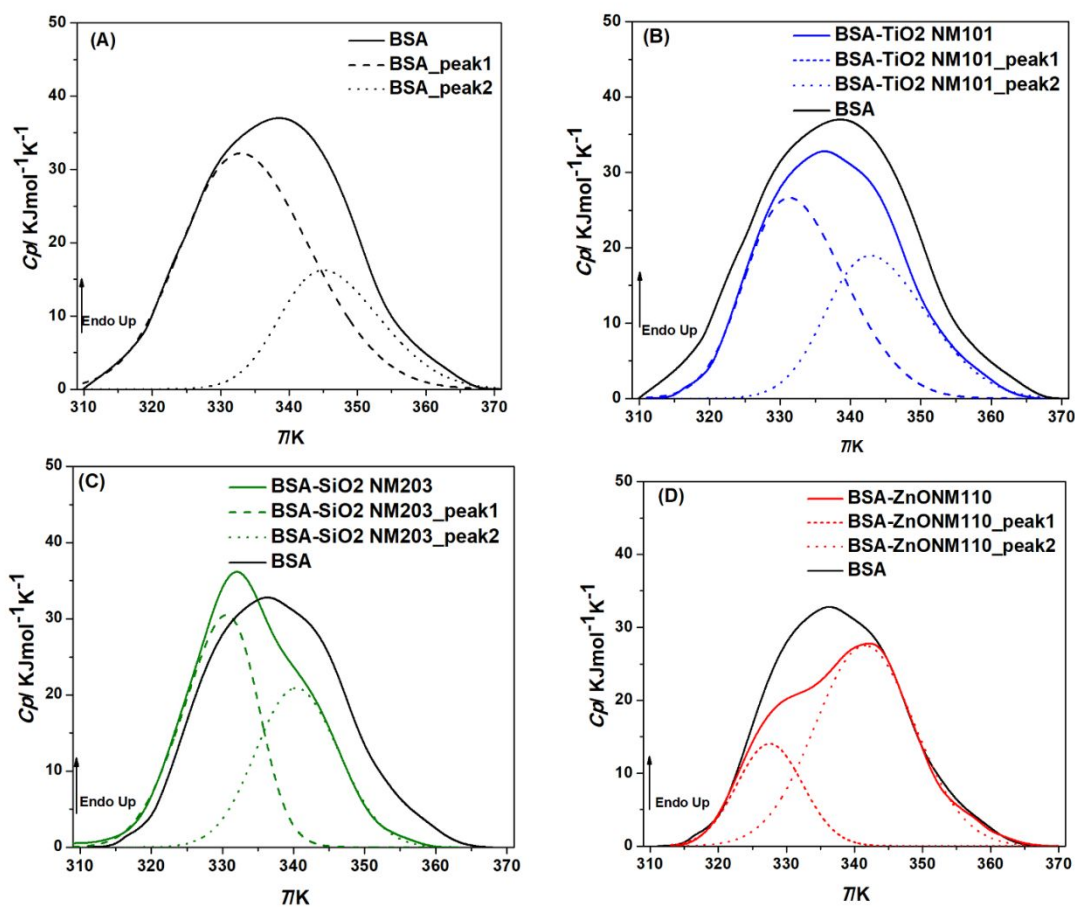 (A)
BSA
BSA_peak1
BSA_peak2
Cp/ KJmol⁻¹K⁻¹
50
40
30
20
10
0
Endo Up
310 320 330 340 350 360 370
T/K
(B)
BSA-TiO2 NM101
BSA-TiO2 NM101_peak1
BSA-TiO2 NM101_peak2
BSA
Cp/ KJmol⁻¹K⁻¹
50
40
30
20
10
0
Endo Up
310 320 330 340 350 360 370
T/K
(C)
BSA-SiO2 NM203
BSA-SiO2 NM203_peak1
BSA-SiO2 NM203_peak2
BSA
Cp/ KJmol⁻¹K⁻¹
50
40
30
20
10
0
Endo Up
310 320 330 340 350 360 370
T/K
(D)
BSA-ZnONM110
BSA-ZnONM110_peak1
BSA-ZnONM110_peak2
BSA
Cp/ KJmol⁻¹K⁻¹
50
40
30
20
10
0
Endo Up
310 320 330 340 350 360 370
T/K